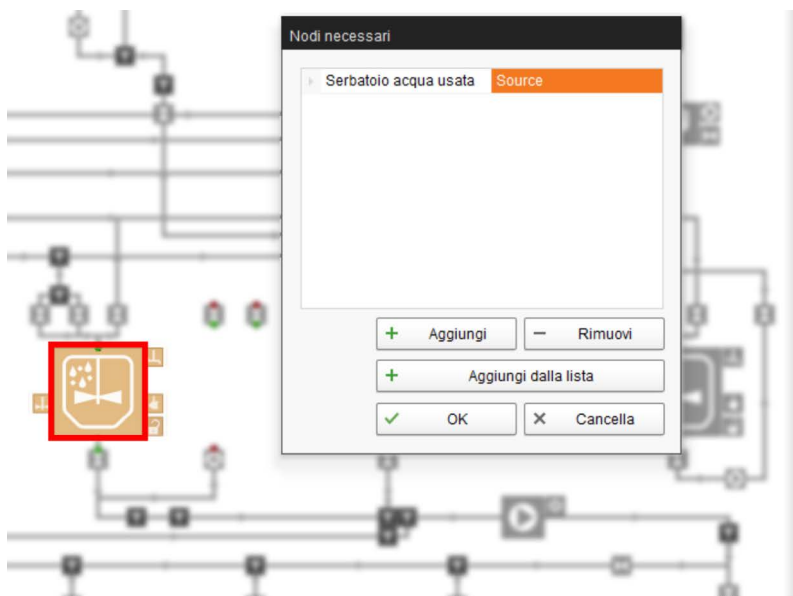 Nodi necessari
Serbatoio acqua usata Source
+ Aggiungi − Rimuovi
+ Aggiungi dalla lista
✓ OK × Cancella